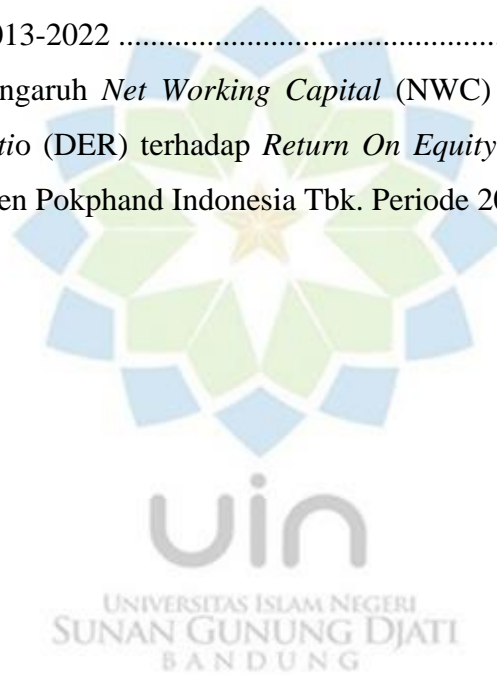 013-2022 ........................................
ngaruh Net Working Capital (NWC)
tio (DER) terhadap Return On Equity
en Pokphand Indonesia Tbk. Periode 20
uin
UNIVERSITAS ISLAM NEGERI
SUNAN GUNUNG DJATI
BANDUNG